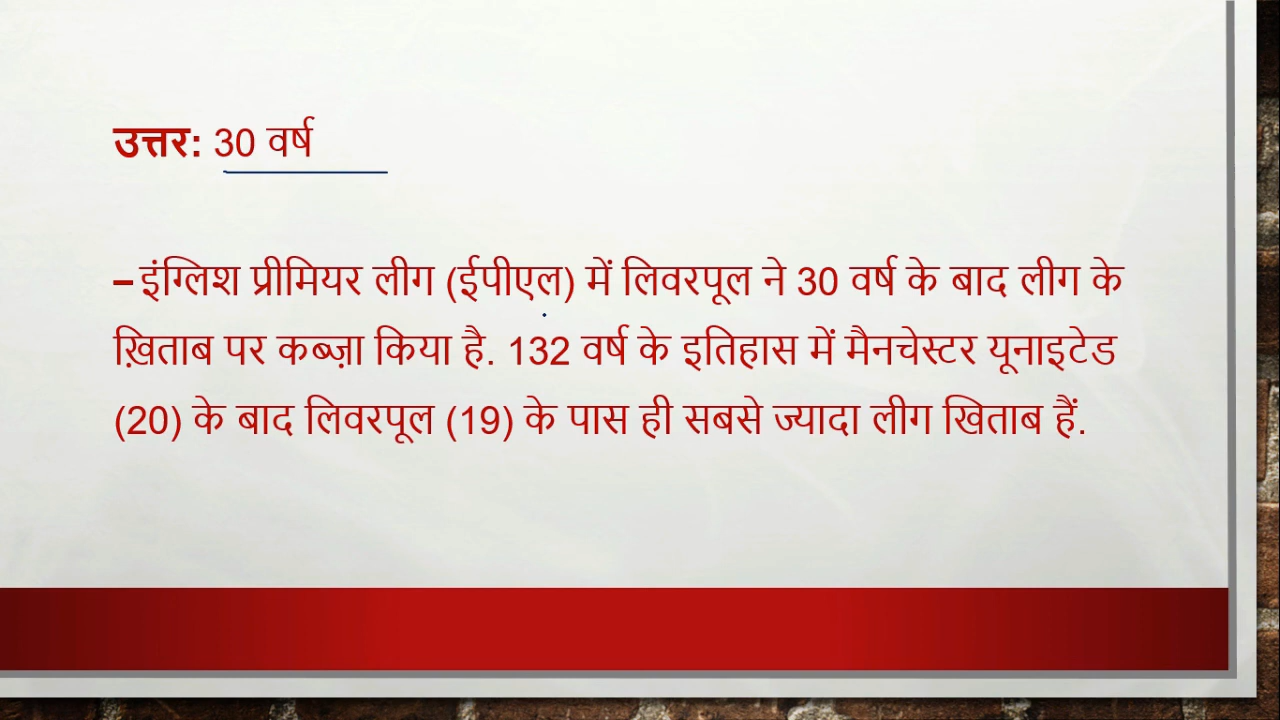 उत्तर: 30 वर्ष
– इंग्लिश प्रीमियर लीग (ईपीएल) में लिवरपूल ने 30 वर्ष के बाद लीग के
ख़िताब पर कब्ज़ा किया है. 132 वर्ष के इतिहास में मैनचेस्टर यूनाइटेड
(20) के बाद लिवरपूल (19) के पास ही सबसे ज्यादा लीग खिताब हैं.